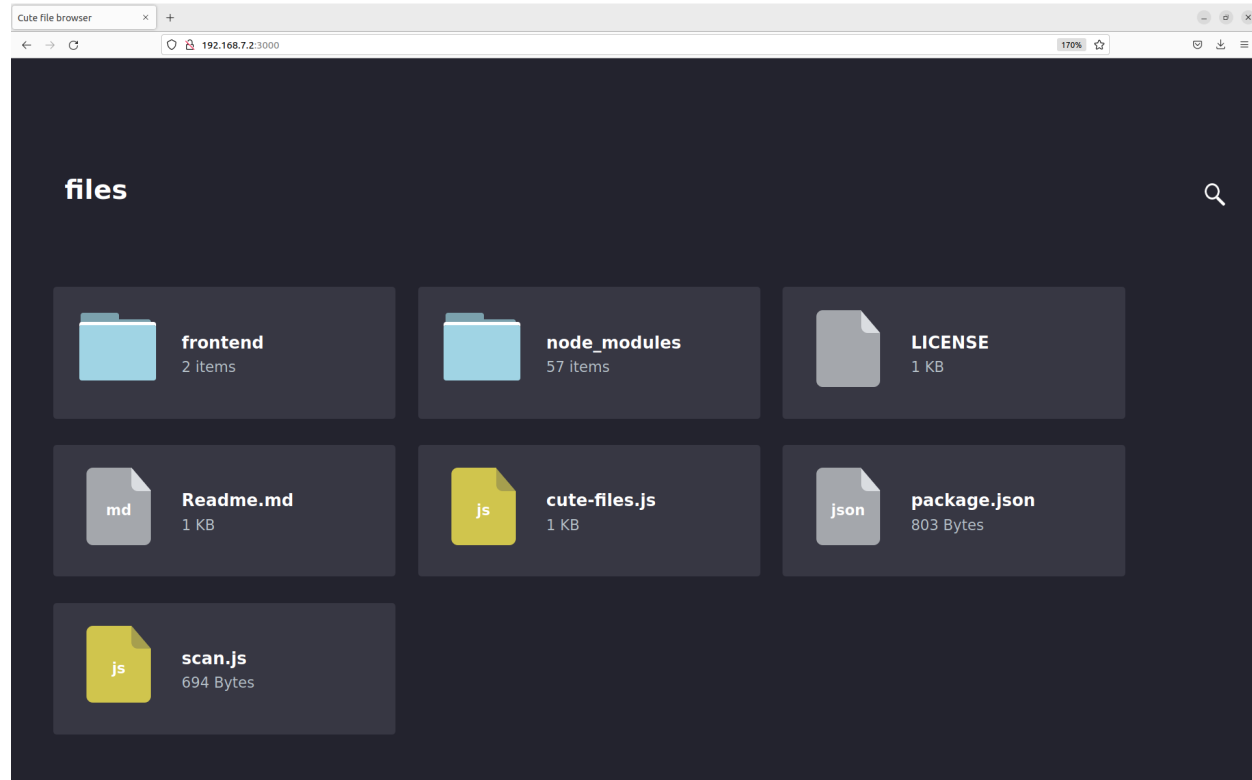 Cute file browser
192.168.7.2:3000
170%
files
frontend
2 items
node_modules
57 items
LICENSE
1 KB
md
Readme.md
1 KB
js
cute-files.js
1 KB
json
package.json
803 Bytes
js
scan.js
694 Bytes